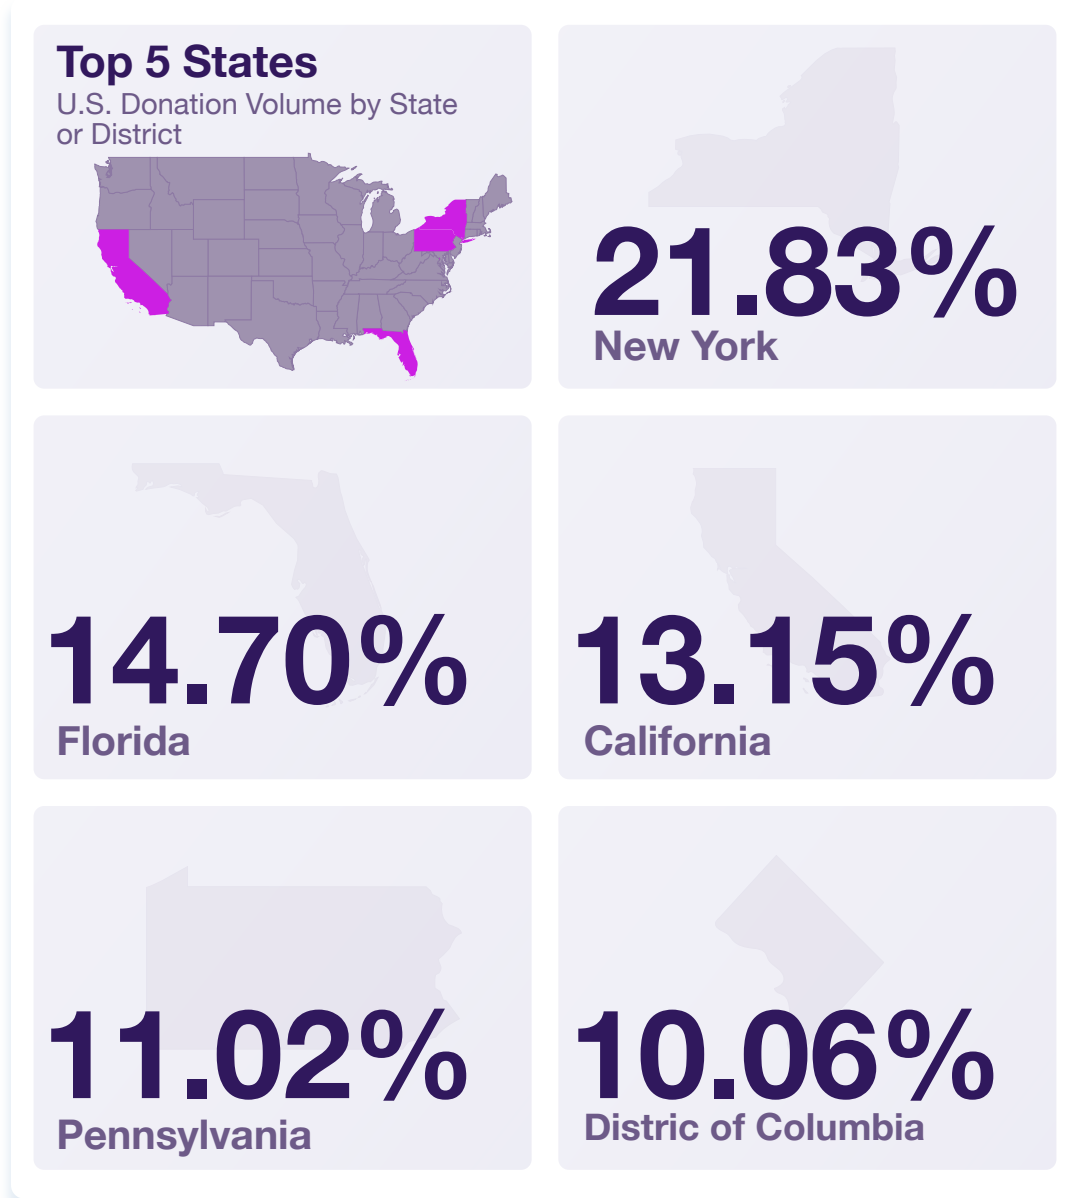 Top 5 States
U.S. Donation Volume by State
or District
21.83%
New York
14.70%
Florida
13.15%
California
11.02%
Pennsylvania
10.06%
Distric of Columbia